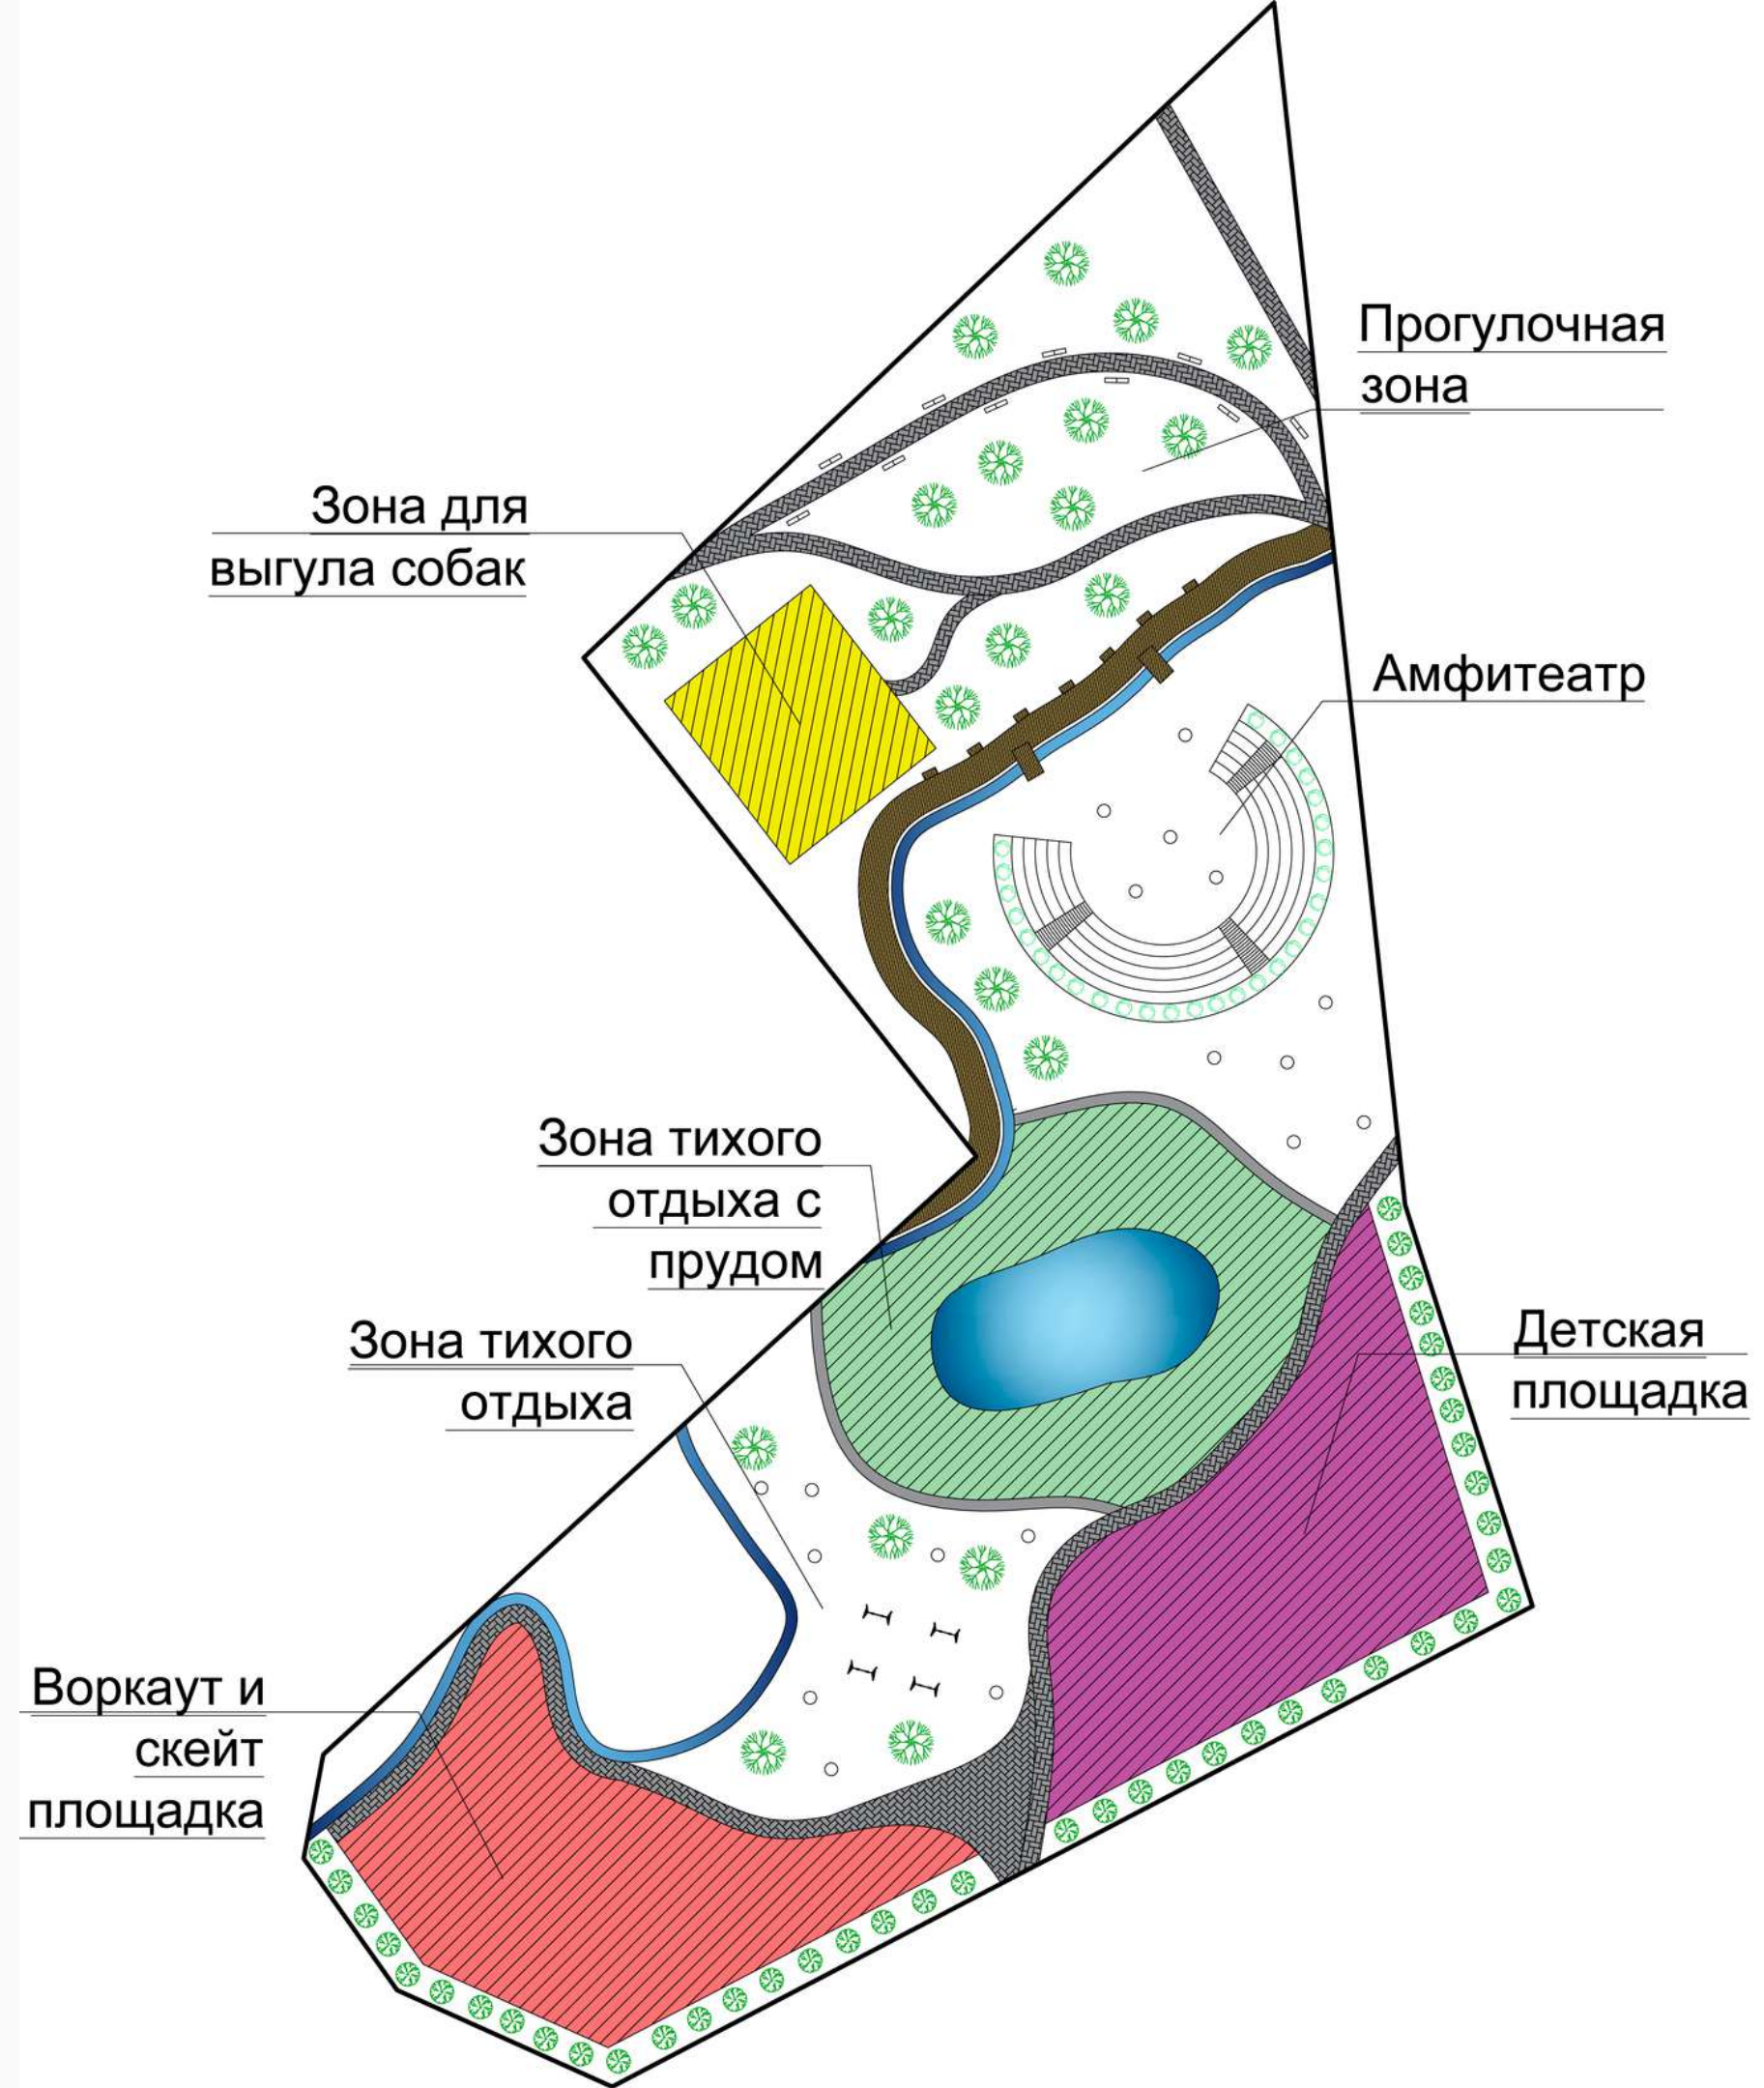 Прогулочная
зона
Зона для
выгула собак
Амфитеатр
Зона тихого
отдыха с
прудом
Зона тихого
отдыха
Детская
площадка
Воркаут и
скейт
площадка